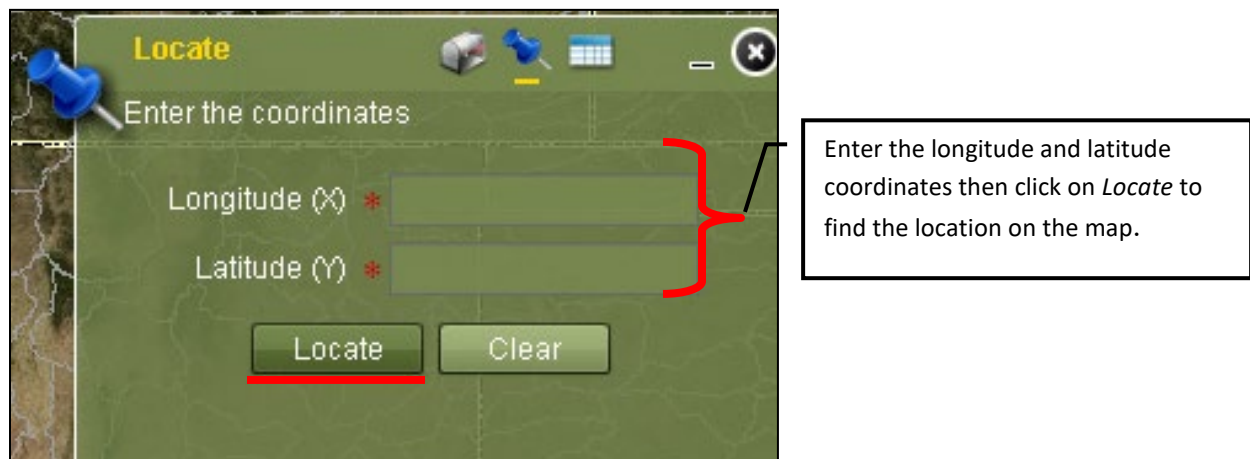 Locate
Enter the coordinates
Longitude (X) *
Latitude (Y) *
Locate Clear
Enter the longitude and latitude
coordinates then click on Locate to
find the location on the map.